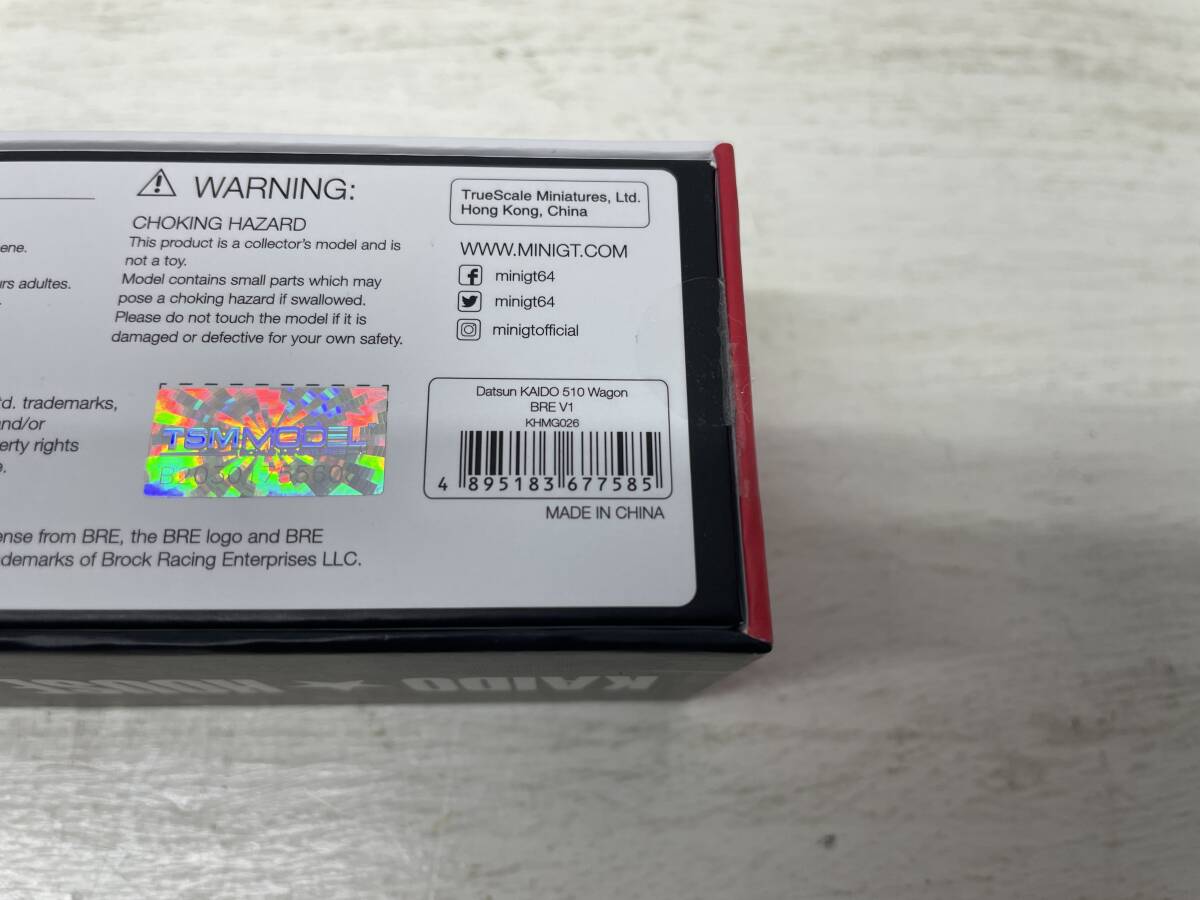 ene.
urs adultes.
td. trademarks,
and/or
erty rights
e.
WARNING:
CHOKING HAZARD
This product is a collector's model and is
not a toy.
Model contains small parts which may
pose a choking hazard if swallowed.
Please do not touch the model if it is
damaged or defective for your own safety.
TSM MODEL
ense from BRE, the BRE logo and BRE
demarks of Brock Racing Enterprises LLC.
TrueScale Miniatures, Ltd.
Hong Kong, China
WWW.MINIGT.COM
minigt64
minigt64
minigtofficial
Datsun KAIDO 510 Wagon
BRE V1
KHMG026
4 895183 677585
MADE IN CHINA
KAIDO ★ HOUSE